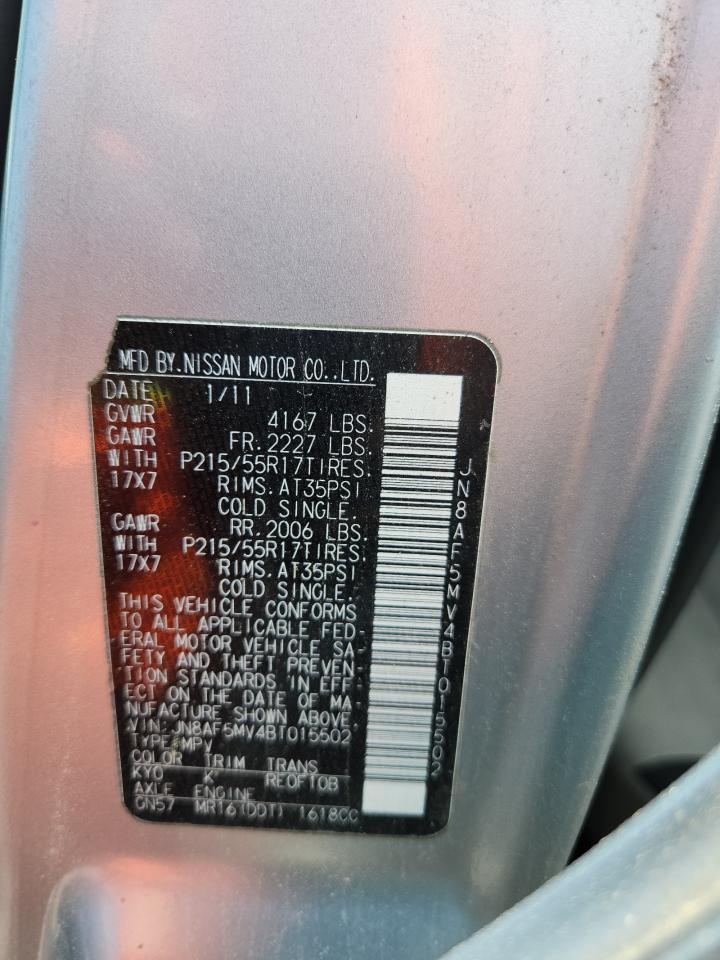 MFD BY.NISSAN MOTOR CO.,LTD.
DATE 1/11
GVWR 4167 LBS.
GAWR FR.2227 LBS.
WITH P215/55R17TIRES.
17X7 RIMS.AT35PSI
COLD SINGLE.
GAWR RR.2006 LBS.
WITH P215/55R17TIRES
17X7 RIMS.AT35PSI
COLD SINGLE.
THIS VEHICLE CONFORMS
TO ALL APPLICABLE FED-
ERAL MOTOR VEHICLE SA-
FETY AND THEFT PREVEN-
TION STANDARDS IN EFF-
ECT ON THE DATE OF MA-
NUFACTURE SHOWN ABOVE.
VIN: JN8AF5MV4BT015502
TYPE:MPV
COLOR TRIM TRANS
KY0 K REOF10B
AXLE ENGINE
GN57 MR16(DDT) 1618CC
JN8AF5MV4BT015502